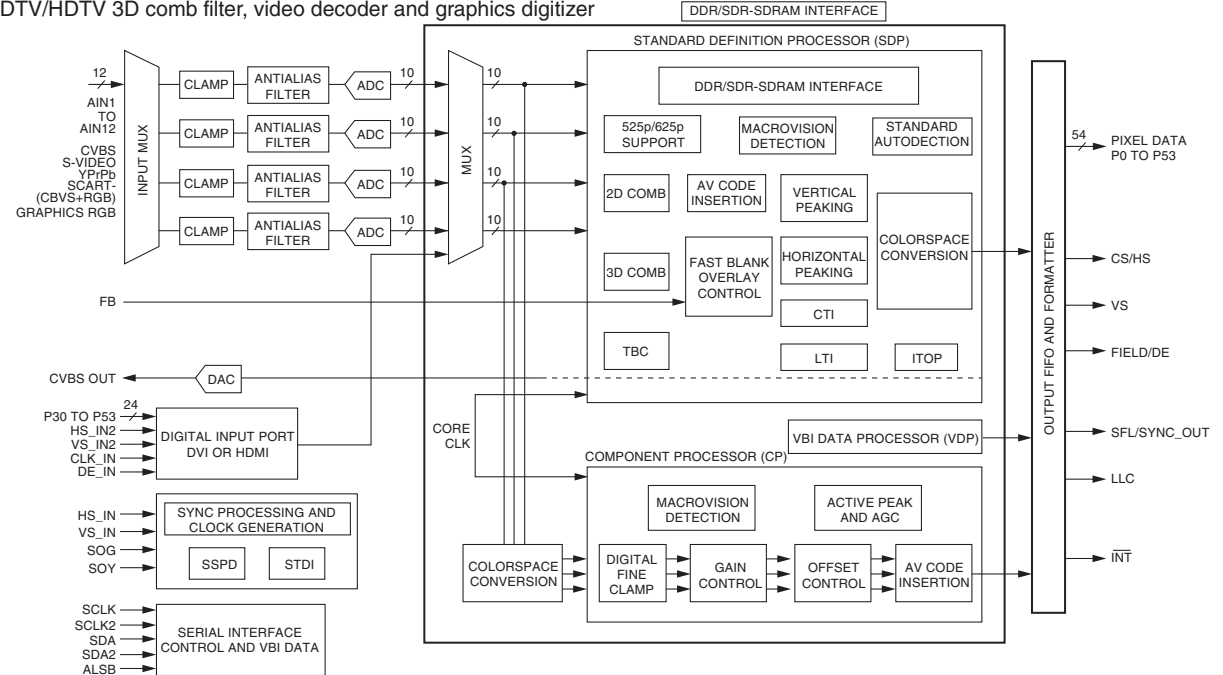 DTV/HDTV 3D comb filter, video decoder and graphics digitizer
DDR/SDR-SDRAM INTERFACE
STANDARD DEFINITION PROCESSOR (SDP)
DDR/SDR-SDRAM INTERFACE
12
AIN1
TO
AIN12
CVBS
S-VIDEO
YPrPb
SCART-
(CBVS+RGB)
GRAPHICS RGB
INPUT MUX
CLAMP
ANTIALIAS
FILTER
ADC
10
CLAMP
ANTIALIAS
FILTER
ADC
10
CLAMP
ANTIALIAS
FILTER
ADC
10
CLAMP
ANTIALIAS
FILTER
ADC
10
MUX
10
10
10
10
525p/625p
SUPPORT
MACROVISION
DETECTION
STANDARD
AUTODECTION
2D COMB
AV CODE
INSERTION
VERTICAL
PEAKING
COLORSPACE
CONVERSION
3D COMB
FAST BLANK
OVERLAY
CONTROL
HORIZONTAL
PEAKING
CTI
TBC
LTI
ITOP
FB
CVBS OUT
DAC
P30 TO P53
24
HS_IN2
VS_IN2
CLK_IN
DE_IN
DIGITAL INPUT PORT
DVI OR HDMI
CORE
CLK
VBI DATA PROCESSOR (VDP)
COMPONENT PROCESSOR (CP)
MACROVISION
DETECTION
ACTIVE PEAK
AND AGC
COLORSPACE
CONVERSION
DIGITAL
FINE
CLAMP
GAIN
CONTROL
OFFSET
CONTROL
AV CODE
INSERTION
HS_IN
VS_IN
SOG
SOY
SYNC PROCESSING AND
CLOCK GENERATION
SSPD
STDI
SCLK
SCLK2
SDA
SDA2
ALSB
SERIAL INTERFACE
CONTROL AND VBI DATA
OUTPUT FIFO AND FORMATTER
54
PIXEL DATA
P0 TO P53
CS/HS
VS
FIELD/DE
SFL/SYNC_OUT
LLC
INT